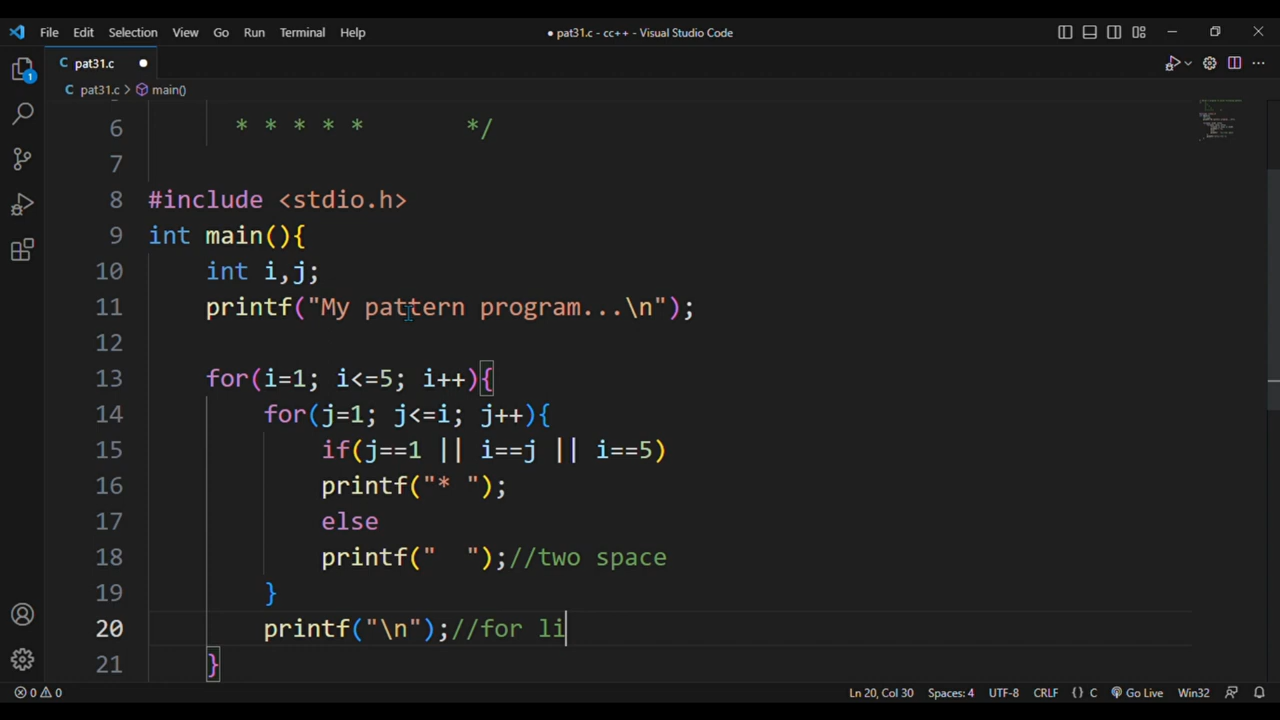 File Edit Selection View Go Run Terminal Help ● pat31.c - cc++ - Visual Studio Code
C pat31.c ●
C pat31.c > main()
1
6 * * * * * */
7
8 #include <stdio.h>
9 int main(){
10 int i,j;
11 printf("My pattern program...\n");
12
13 for(i=1; i<=5; i++){
14 for(j=1; j<=i; j++){
15 if(j==1 || i==j || i==5)
16 printf("* ");
17 else
18 printf("  ");//two space
19 }
20 printf("\n");//for li
21 }
0 0 Ln 20, Col 30 Spaces: 4 UTF-8 CRLF {} C Go Live Win32